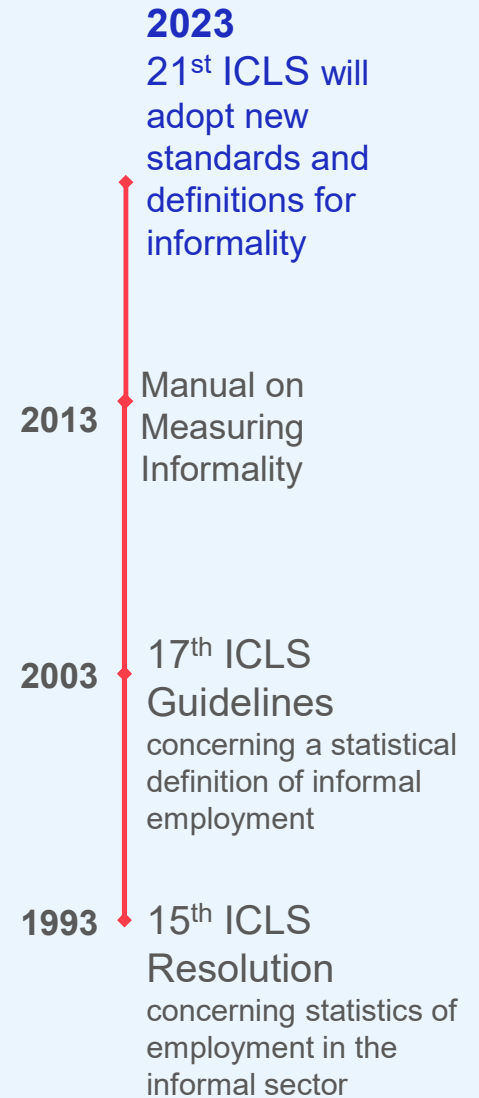 2023
21st ICLS will
adopt new
standards and
definitions for
informality
2013
Manual on
Measuring
Informality
2003
17th ICLS
Guidelines
concerning a statistical
definition of informal
employment
1993
15th ICLS
Resolution
concerning statistics of
employment in the
informal sector